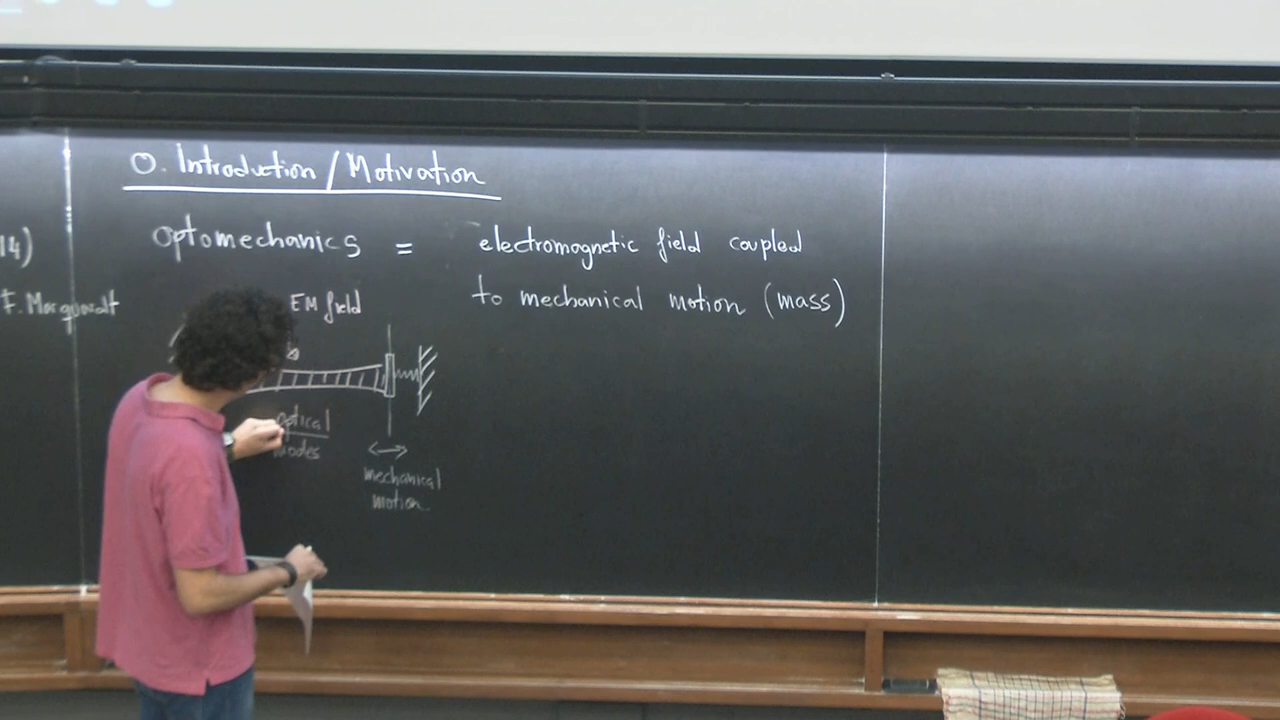 14)
F. Marquardt
0. Introduction / Motivation
optomechanics = electromagnetic field coupled
to mechanical motion (mass)
EM field
optical
modes
mechanical
motion